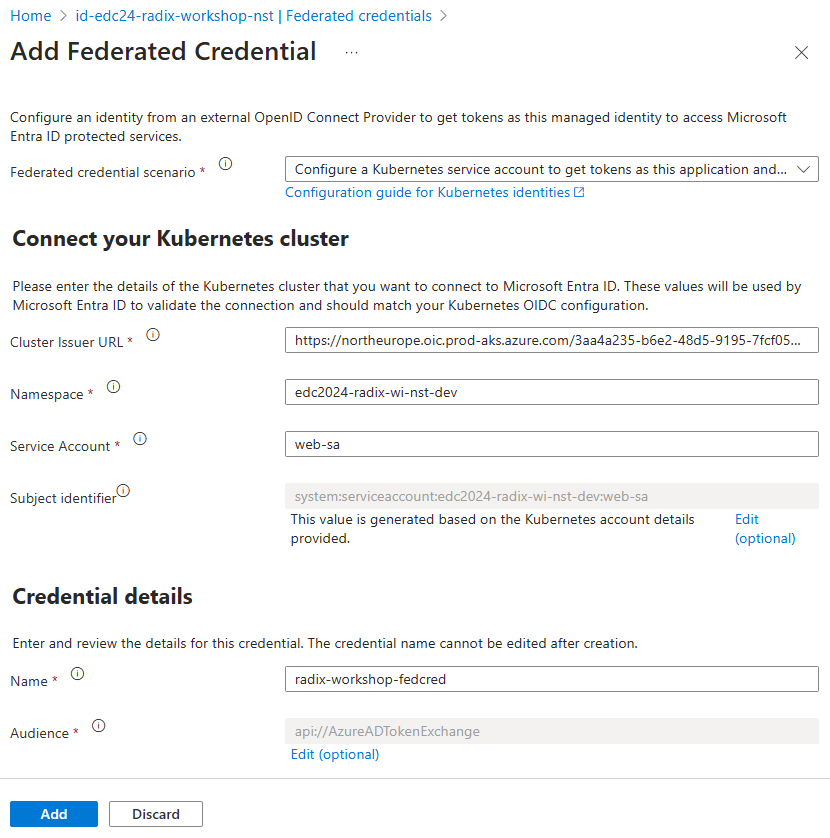 Home > id-edc24-radix-workshop-nst | Federated credentials >
Add Federated Credential ...
Configure an identity from an external OpenID Connect Provider to get tokens as this managed identity to access Microsoft
Entra ID protected services.
Federated credential scenario *
Configure a Kubernetes service account to get tokens as this application and...
Configuration guide for Kubernetes identities
Connect your Kubernetes cluster
Please enter the details of the Kubernetes cluster that you want to connect to Microsoft Entra ID. These values will be used by
Microsoft Entra ID to validate the connection and should match your Kubernetes OIDC configuration.
Cluster Issuer URL *
https://northeurope.oic.prod-aks.azure.com/3aa4a235-b6e2-48d5-9195-7fcf05...
Namespace *
edc2024-radix-wi-nst-dev
Service Account *
web-sa
Subject identifier
system:serviceaccount:edc2024-radix-wi-nst-dev:web-sa
This value is generated based on the Kubernetes account details
provided.
Edit
(optional)
Credential details
Enter and review the details for this credential. The credential name cannot be edited after creation.
Name *
radix-workshop-fedcred
Audience *
api://AzureADTokenExchange
Edit (optional)
Add
Discard